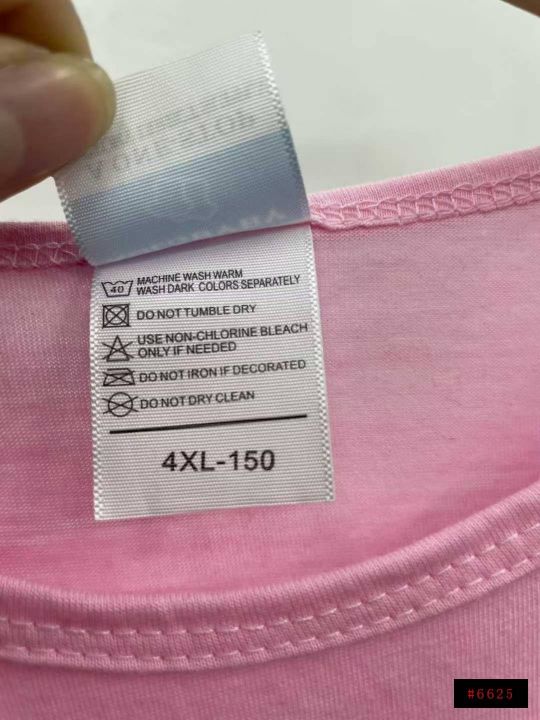 40
MACHINE WASH WARM
WASH DARK COLORS SEPARATELY
DO NOT TUMBLE DRY
USE NON-CHLORINE BLEACH
ONLY IF NEEDED
DO NOT IRON IF DECORATED
DO NOT DRY CLEAN
4XL-150
#6625